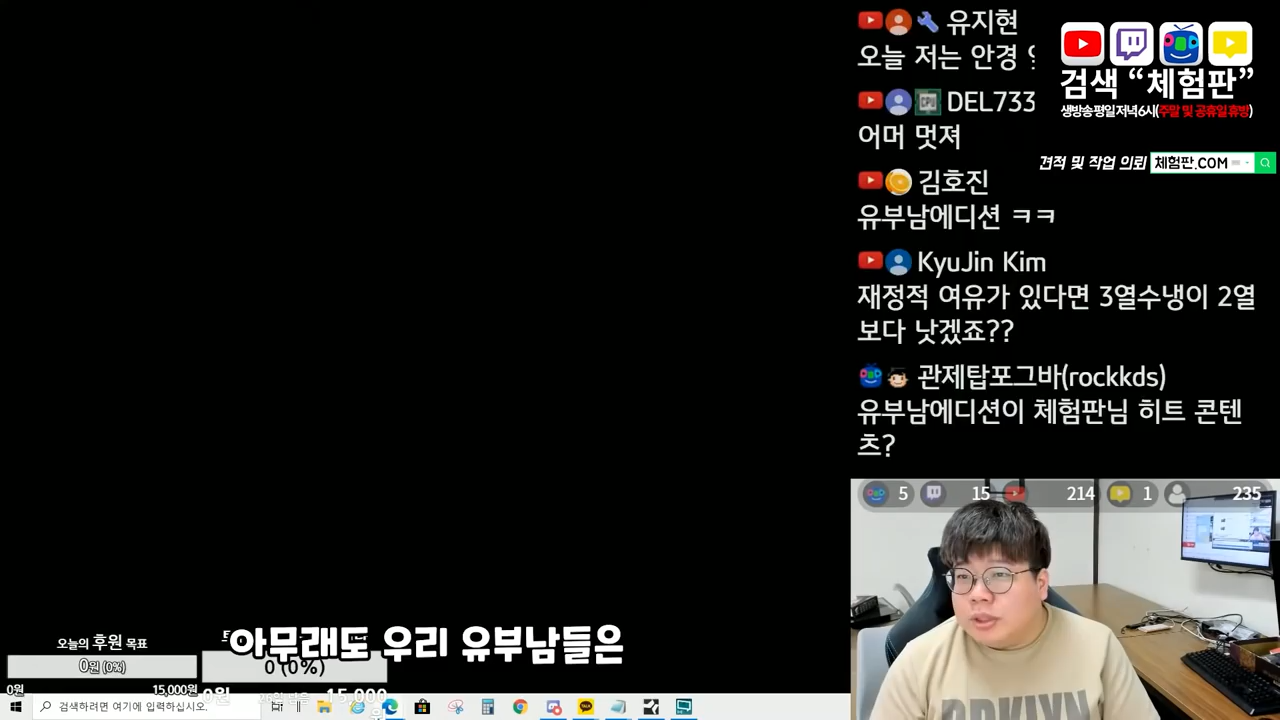 유지현
오늘 저는 안경
DEL733
어머 멋져
김호진
유부남에디션 ㅋㅋ
KyuJin Kim
재정적 여유가 있다면 3열수냉이 2열
보다 낫겠죠??
관제탑포그바(rockkds)
유부남에디션이 체험판님 히트 콘텐
츠?
검색 “체험판”
생방송 평일 저녁 6시(주말 및 공휴일 휴방)
견적 및 작업 의뢰 체험판.COM
5 15 214 1 235
아무래도 우리 유부남들은
오늘의 후원 목표
0원 (0%)
0원 15,000원
0 (0%)
0원 15,000
검색하려면 여기에 입력하십시오.